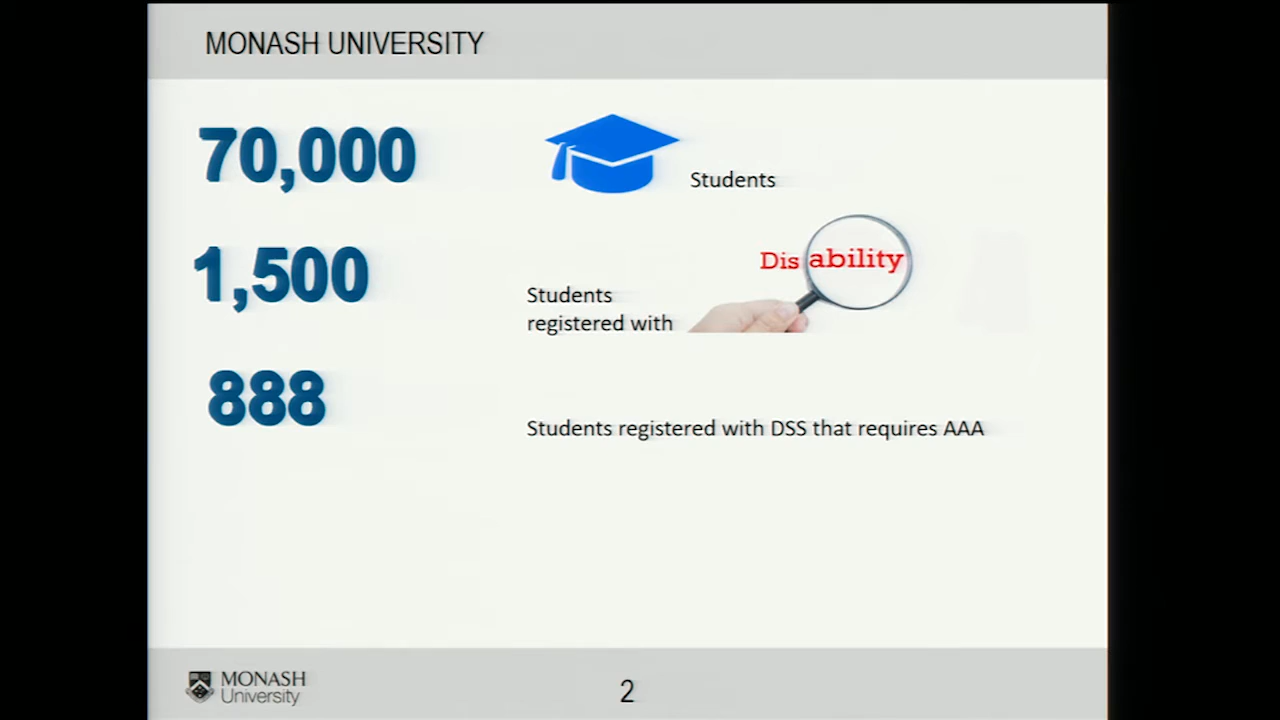 MONASH UNIVERSITY
70,000
Students
1,500
Dis ability
Students
registered with
888
Students registered with DSS that requires AAA
MONASH
University
2